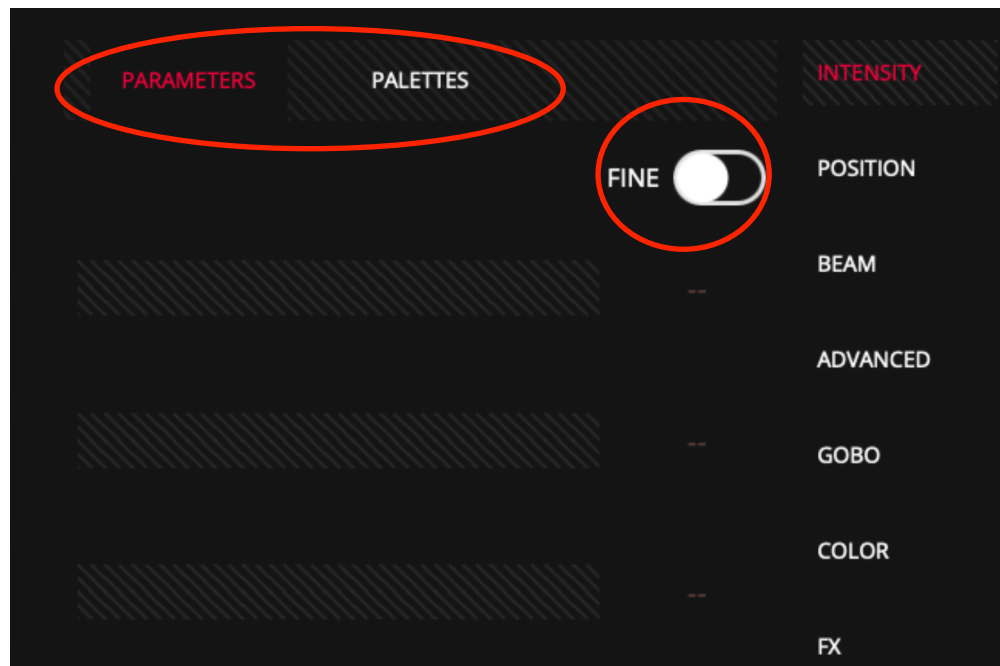 PARAMETERS PALETTES INTENSITY
FINE
POSITION
BEAM
--
ADVANCED
--
GOBO
COLOR
--
FX